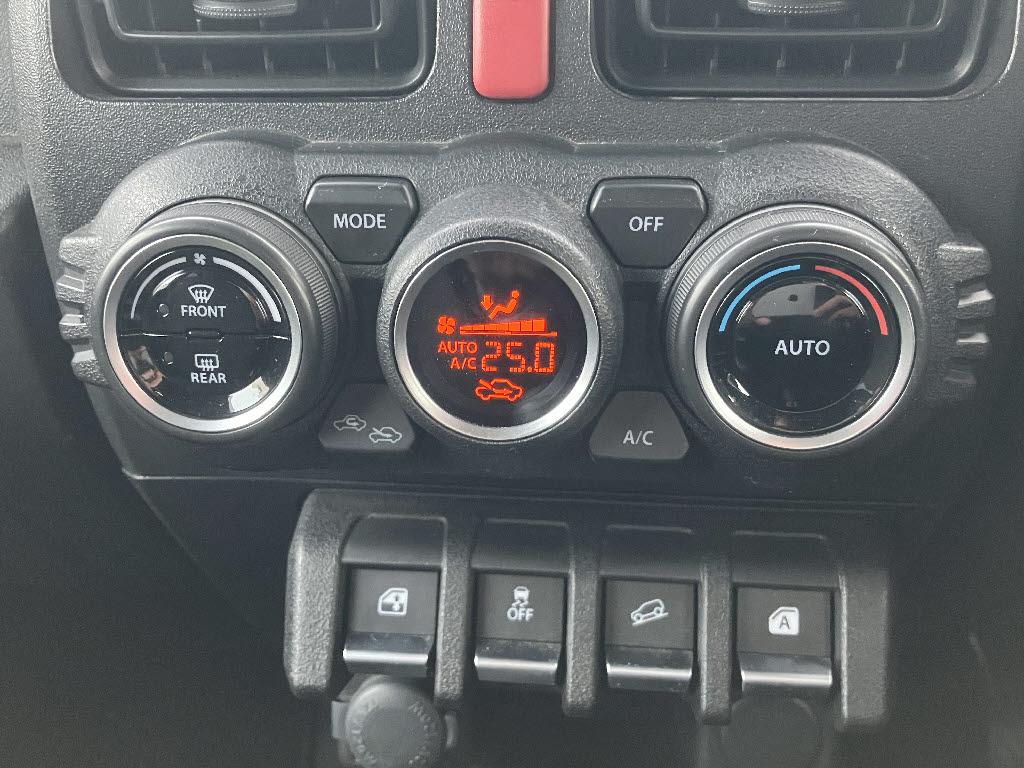 MODE
OFF
FRONT
REAR
AUTO
A/C 25.0
AUTO
A/C
OFF
A